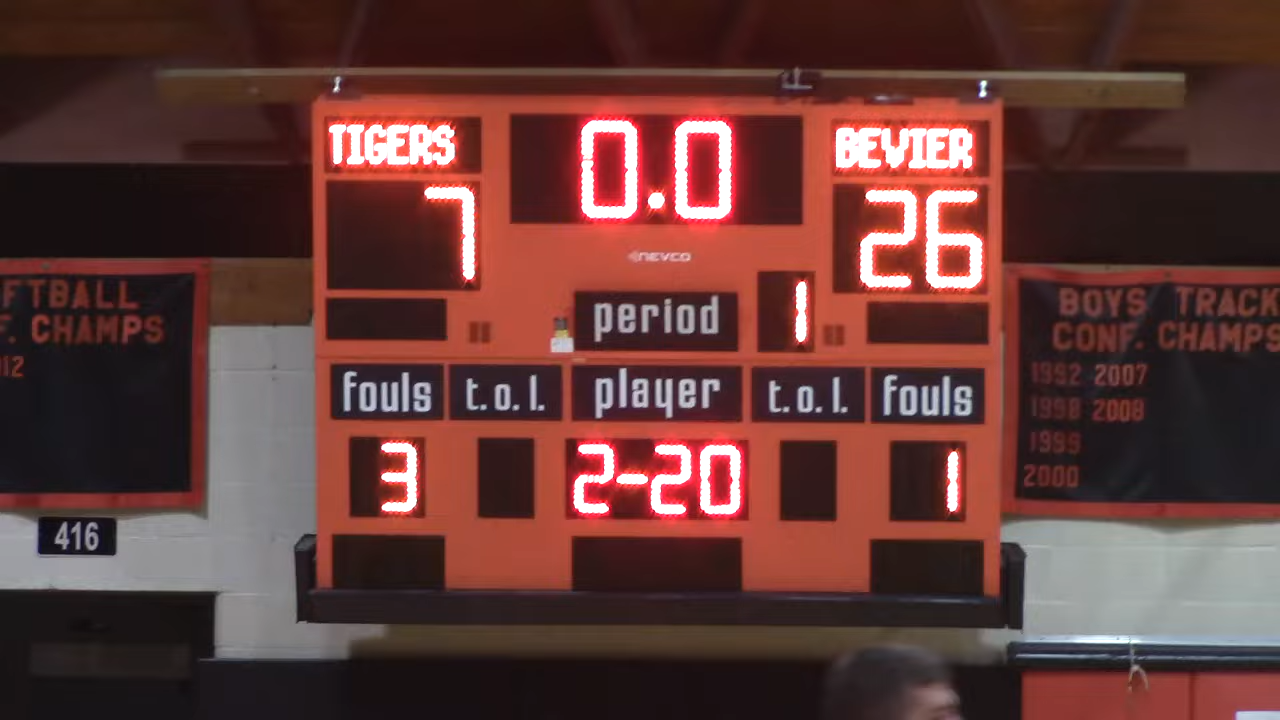 TIGERS
0.0
BEVIER
7
26
NEVCO
period
1
fouls
t.o.l.
player
t.o.l.
fouls
3
2-20
1
FTBALL
F. CHAMPS
012
416
BOYS TRACK
CONF. CHAMPS
1992 2007
1998 2008
1999
2000